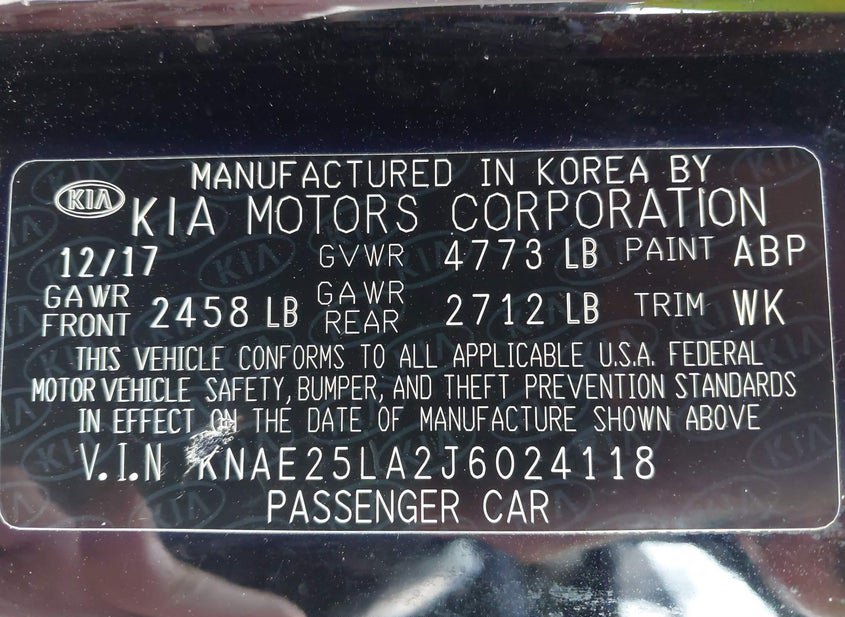 MANUFACTURED IN KOREA BY
KIA
KIA MOTORS CORPORATION
12/17 GVWR 4773 LB PAINT ABP
GAWR FRONT 2458 LB GAWR REAR 2712 LB TRIM WK
THIS VEHICLE CONFORMS TO ALL APPLICABLE U.S.A. FEDERAL
MOTOR VEHICLE SAFETY, BUMPER, AND THEFT PREVENTION STANDARDS
IN EFFECT ON THE DATE OF MANUFACTURE SHOWN ABOVE
V.I.N KNAE25LA2J6024118
PASSENGER CAR